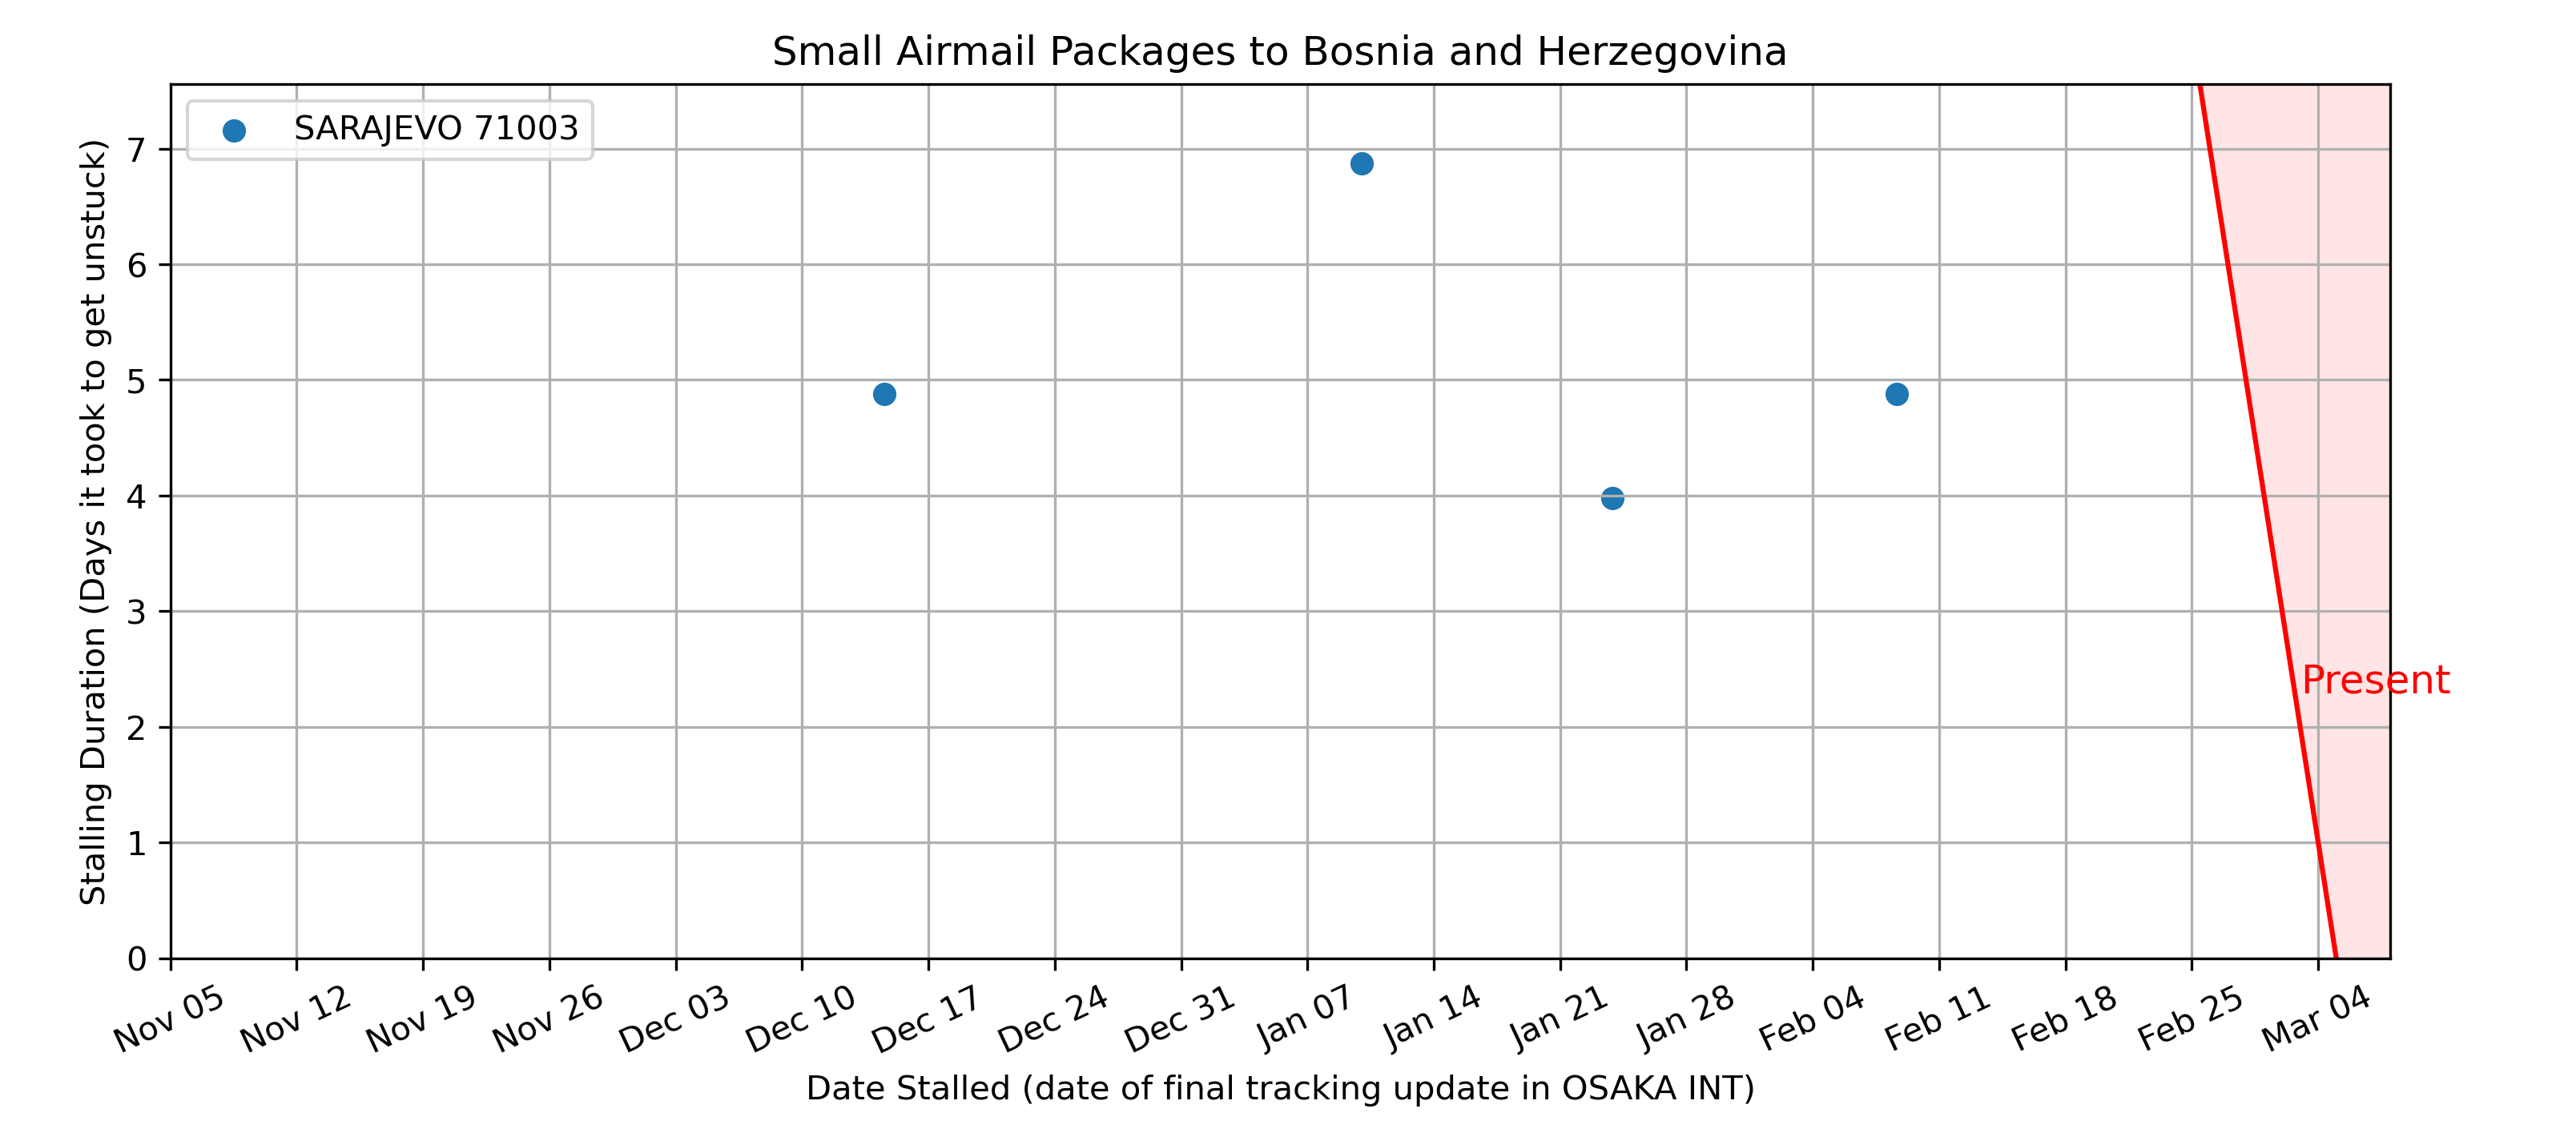 Small Airmail Packages to Bosnia and Herzegovina
SARAJEVO 71003
Stalling Duration (Days it took to get unstuck)
7
6
5
4
3
2
1
0
Present
Nov 05
Nov 12
Nov 19
Nov 26
Dec 03
Dec 10
Dec 17
Dec 24
Dec 31
Jan 07
Jan 14
Jan 21
Jan 28
Feb 04
Feb 11
Feb 18
Feb 25
Mar 04
Date Stalled (date of final tracking update in OSAKA INT)